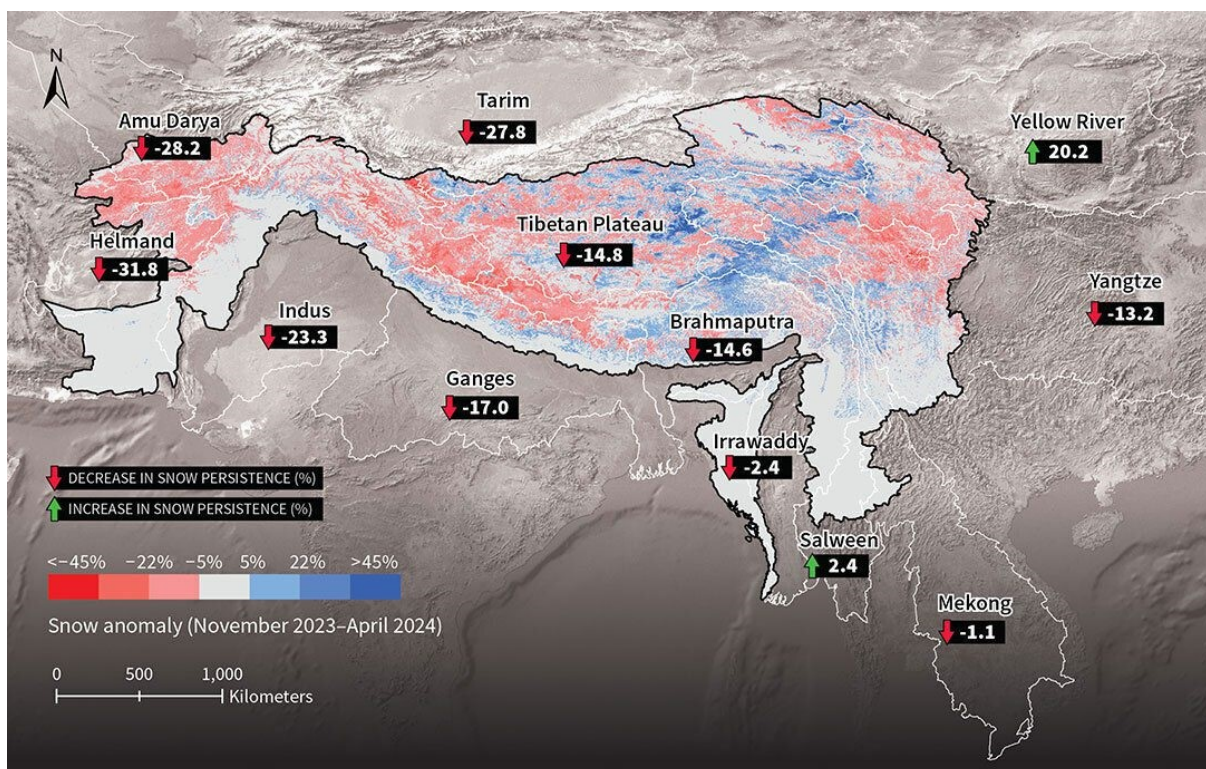 N
Tarim
-27.8
Amu Darya
-28.2
Yellow River
20.2
Tibetan Plateau
-14.8
Helmand
-31.8
Yangtze
-13.2
Indus
-23.3
Brahmaputra
-14.6
Ganges
-17.0
Irrawaddy
-2.4
DECREASE IN SNOW PERSISTENCE (%)
INCREASE IN SNOW PERSISTENCE (%)
Salween
2.4
<−45% −22% −5% 5% 22% >45%
Snow anomaly (November 2023–April 2024)
Mekong
-1.1
0 500 1,000
Kilometers